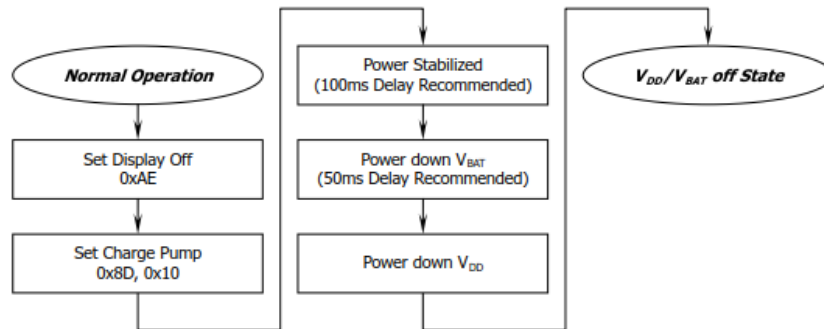 Normal Operation
Set Display Off
0xAE
Set Charge Pump
0x8D, 0x10
Power Stabilized
(100ms Delay Recommended)
Power down VBAT
(50ms Delay Recommended)
Power down VDD
VDD/VBAT off State